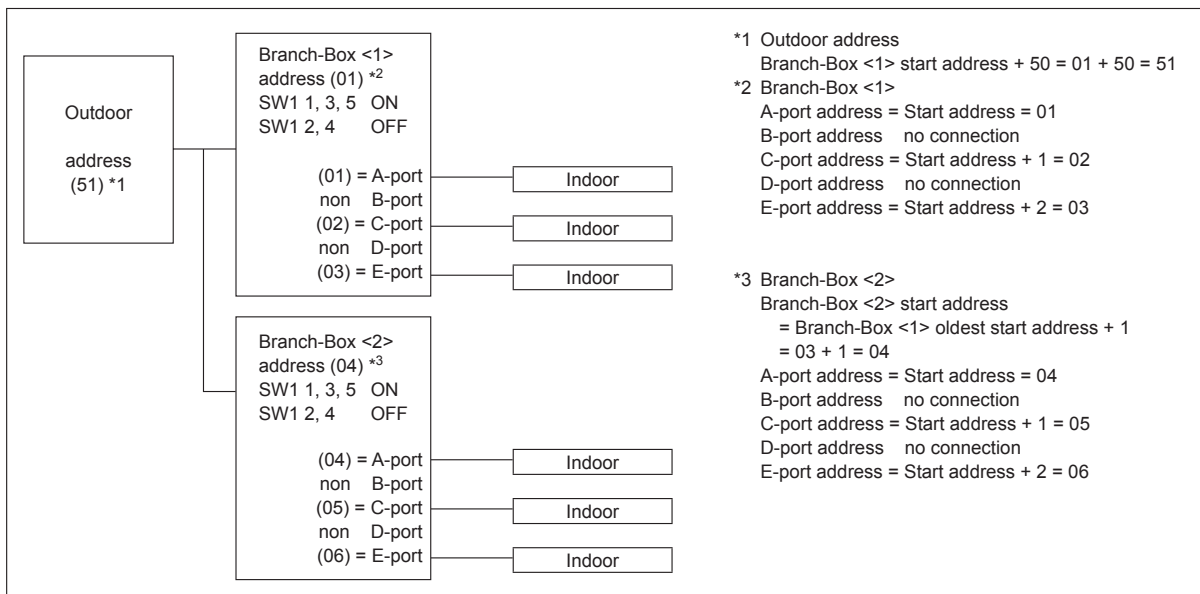 Outdoor
address
(51) *1
Branch-Box <1>
address (01) *2
SW1 1, 3, 5 ON
SW1 2, 4 OFF
(01) = A-port
non B-port
(02) = C-port
non D-port
(03) = E-port
Indoor
Indoor
Indoor
Branch-Box <2>
address (04) *3
SW1 1, 3, 5 ON
SW1 2, 4 OFF
(04) = A-port
non B-port
(05) = C-port
non D-port
(06) = E-port
Indoor
Indoor
Indoor
*1 Outdoor address
Branch-Box <1> start address + 50 = 01 + 50 = 51
*2 Branch-Box <1>
A-port address = Start address = 01
B-port address no connection
C-port address = Start address + 1 = 02
D-port address no connection
E-port address = Start address + 2 = 03
*3 Branch-Box <2>
Branch-Box <2> start address
= Branch-Box <1> oldest start address + 1
= 03 + 1 = 04
A-port address = Start address = 04
B-port address no connection
C-port address = Start address + 1 = 05
D-port address no connection
E-port address = Start address + 2 = 06